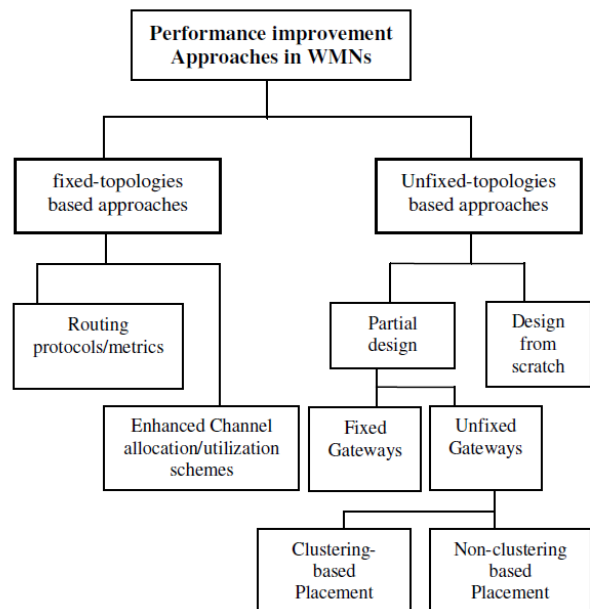 Performance improvement
Approaches in WMNs
fixed-topologies
based approaches
Unfixed-topologies
based approaches
Routing
protocols/metrics
Partial
design
Design
from
scratch
Enhanced Channel
allocation/utilization
schemes
Fixed
Gateways
Unfixed
Gateways
Clustering-
based
Placement
Non-clustering
based
Placement